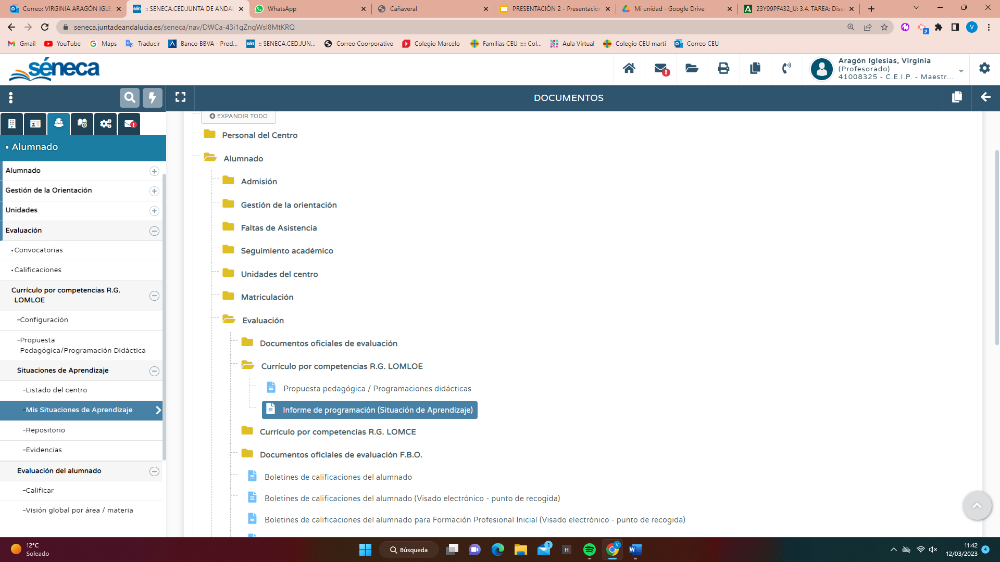 Correo: VIRGINIA ARAGÓN IGLE
:: SENECA.CED.JUNTA DE ANDAL
WhatsApp
Cañaveral
PRESENTACIÓN 2 - Presentacion
Mi unidad - Google Drive
23Y99PF432_U: 3.4. TAREA: Dise
seneca.juntadeandalucia.es/seneca/nav/DWCa-43i1gZngWsI8MtKRQ
2
V
Gmail
YouTube
Maps
Traducir
Banco BBVA - Prod...
:: SENECA.CED.JUN...
Correo Coorporativo
Colegio Marcelo
Familias CEU ::::: Col...
Aula Virtual
Colegio CEU marti
Correo CEU
séneca
Aragón Iglesias, Virginia
(Profesorado)
41008325 - C.E.I.P. - Maestr...
DOCUMENTOS
• Alumnado
Alumnado
Gestión de la Orientación
Unidades
Evaluación
• Convocatorias
• Calificaciones
Currículo por competencias R.G.
LOMLOE
-Configuración
-Propuesta
Pedagógica/Programación Didáctica
Situaciones de Aprendizaje
-Listado del centro
-Mis Situaciones de Aprendizaje
-Repositorio
-Evidencias
Evaluación del alumnado
-Calificar
-Visión global por área / materia
EXPANDIR TODO
Personal del Centro
Alumnado
Admisión
Gestión de la orientación
Faltas de Asistencia
Seguimiento académico
Unidades del centro
Matriculación
Evaluación
Documentos oficiales de evaluación
Currículo por competencias R.G. LOMLOE
Propuesta pedagógica / Programaciones didácticas
Informe de programación (Situación de Aprendizaje)
Currículo por competencias R.G. LOMCE
Documentos oficiales de evaluación F.B.O.
Boletines de calificaciones del alumnado
Boletines de calificaciones del alumnado (Visado electrónico - punto de recogida)
Boletines de calificaciones del alumnado para Formación Profesional Inicial (Visado electrónico - punto de recogida)
12°C
Soleado
Búsqueda
1
H
V
W
11:42
12/03/2023
4